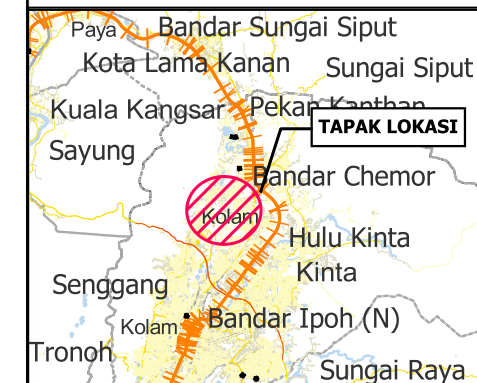 Paya
Bandar Sungai Siput
Kota Lama Kanan
Sungai Siput
Kuala Kangsar
Pekan Kanthan
TAPAK LOKASI
Sayung
Bandar Chemor
Kolam
Hulu Kinta
Kinta
Senggang
Kolam
Bandar Ipoh (N)
Tronoh
Sungai Raya